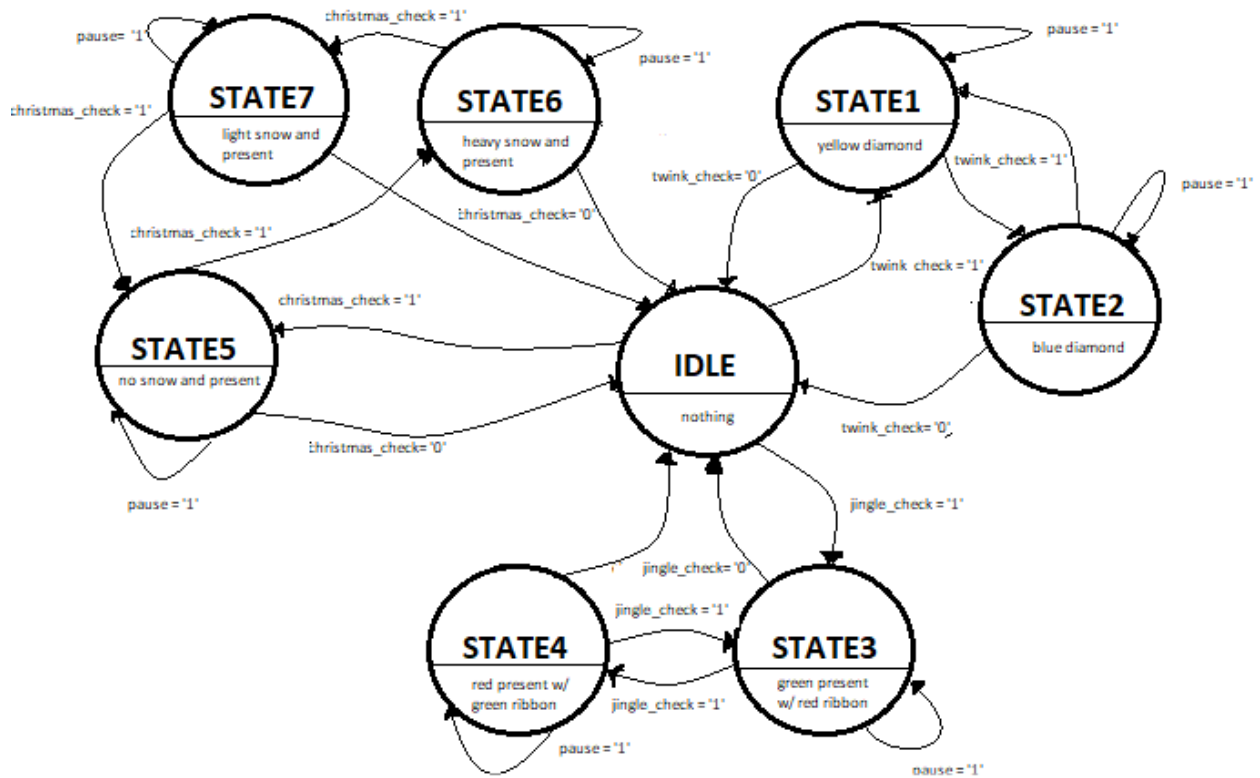 christmas_check = "1"
pause= "1"
pause = "1"
pause = "1"
STATE7
light snow and
present
STATE6
heavy snow and
present
STATE1
yellow diamond
christmas_check = "1"
twink_check= "0"
twink_check= "1"
pause = "1"
christmas_check= "0"
christmas_check = "1"
twink_check = "1"
christmas_check = "1"
STATE2
blue diamond
STATE5
no snow and present
IDLE
nothing
christmas_check= "0"
twink_check= "0"
pause = "1"
jingle_check = "1"
jingle_check= "0"
jingle_check = "1"
STATE4
red present w/
green ribbon
STATE3
green present
w/ red ribbon
jingle_check = "1"
pause = "1"
pause = "1"